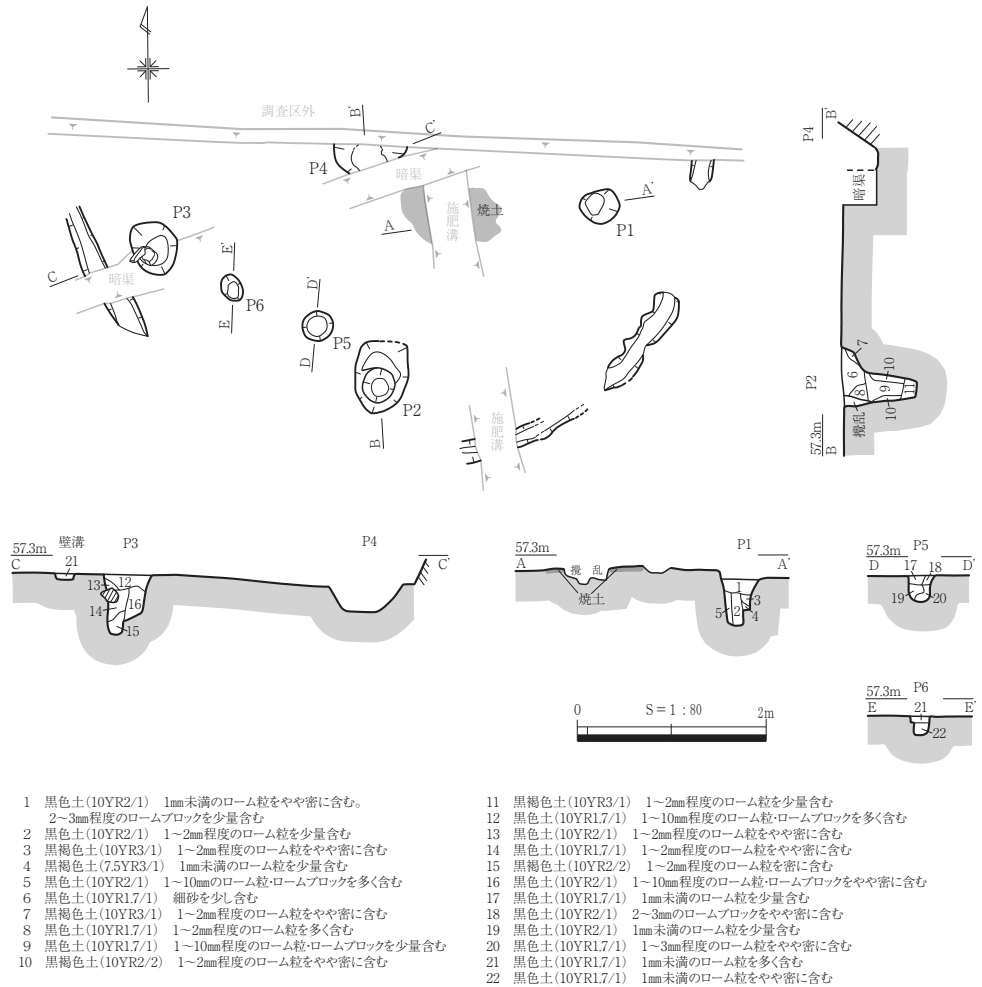 調査区外
B'
C'
P4
暗渠
A'
焼土
施肥溝
P1
A
P3
E'
C
暗渠
P6
E
D'
P5
D
P2
B
施肥溝
P4
B'
暗渠
7
10
6
8
9
11
10
P2
攪乱
57.3m
B
57.3m
C
壁溝
21
P3
P4
C'
13
12
14
16
15
57.3m
A
攪 乱
焼土
P1
A'
1
3
5
2
4
57.3m
D
P5
17
18
D'
19
20
57.3m
E
P6
21
E'
22
0
S=1:80
2m
1 黒色土(10YR2/1) 1㎜未満のローム粒をやや密に含む。
2~3㎜程度のロームブロックを少量含む
2 黒色土(10YR2/1) 1~2㎜程度のローム粒を少量含む
3 黒褐色土(10YR3/1) 1~2㎜程度のローム粒をやや密に含む
4 黒褐色土(7.5YR3/1) 1㎜未満のローム粒を少量含む
5 黒色土(10YR2/1) 1~10㎜のローム粒・ロームブロックを多く含む
6 黒色土(10YR1.7/1) 細砂を少し含む
7 黒褐色土(10YR3/1) 1~2㎜程度のローム粒をやや密に含む
8 黒色土(10YR1.7/1) 1~2㎜程度のローム粒を多く含む
9 黒色土(10YR1.7/1) 1~10㎜程度のローム粒・ロームブロックを少量含む
10 黒褐色土(10YR2/2) 1~2㎜程度のローム粒をやや密に含む
11 黒褐色土(10YR3/1) 1~2㎜程度のローム粒を少量含む
12 黒色土(10YR1.7/1) 1~10㎜程度のローム粒・ロームブロックを多く含む
13 黒色土(10YR2/1) 1~2㎜程度のローム粒をやや密に含む
14 黒色土(10YR1.7/1) 1~2㎜程度のローム粒をやや密に含む
15 黒褐色土(10YR2/2) 1~2㎜程度のローム粒を密に含む
16 黒色土(10YR2/1) 1~10㎜程度のローム粒・ロームブロックをやや密に含む
17 黒色土(10YR1.7/1) 1㎜未満のローム粒を少量含む
18 黒色土(10YR2/1) 2~3㎜のロームブロックをやや密に含む
19 黒色土(10YR2/1) 1㎜未満のローム粒を少量含む
20 黒色土(10YR1.7/1) 1~3㎜程度のローム粒をやや密に含む
21 黒色土(10YR1.7/1) 1㎜未満のローム粒を多く含む
22 黒色土(10YR1.7/1) 1㎜未満のローム粒をやや密に含む